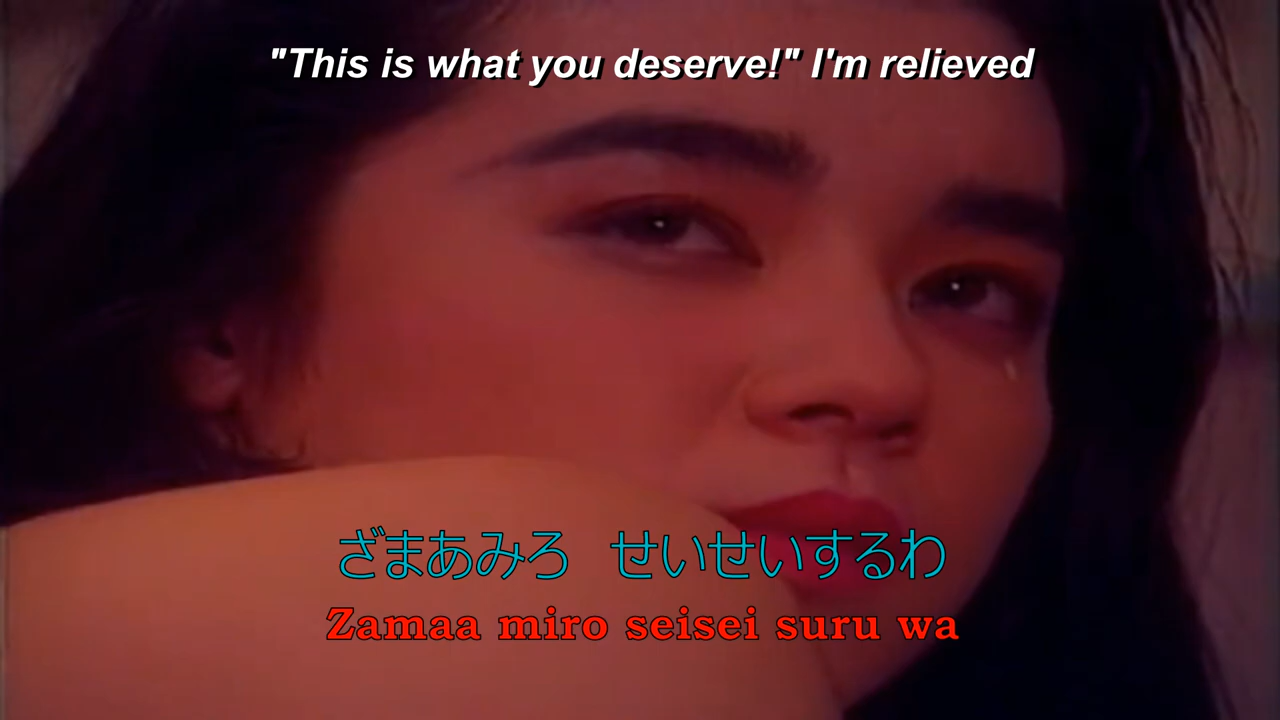 "This is what you deserve!" I'm relieved
ざまあみろ　せいせいするわ
Zamaa miro seisei suru wa